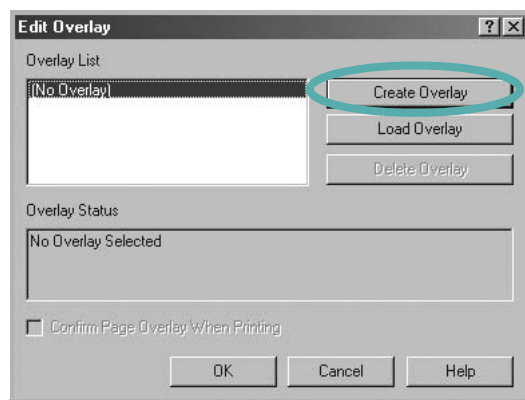 Edit Overlay
Overlay List
(No Overlay)
Create Overlay
Load Overlay
Delete Overlay
Overlay Status
No Overlay Selected
Confirm Page Overlay When Printing
OK Cancel Help